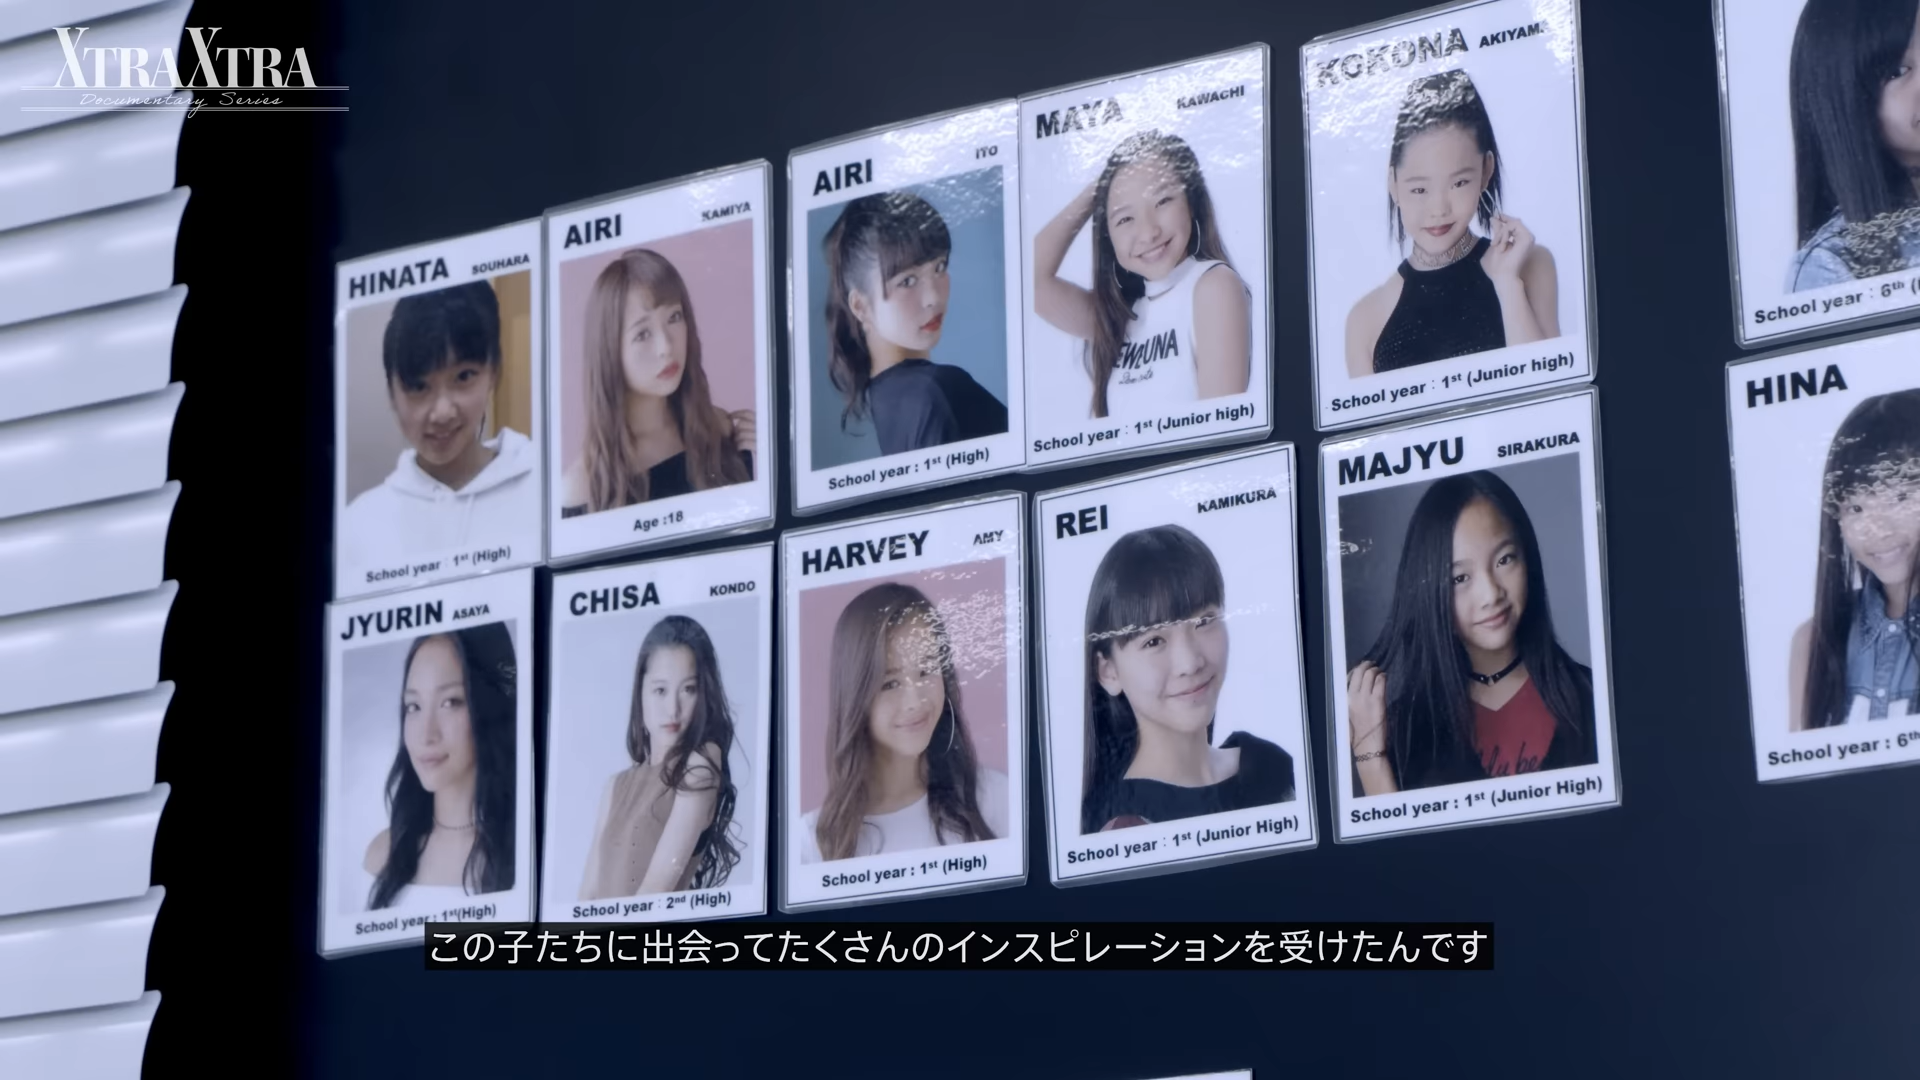 XTRAXTRA
Documentary Series
HINATA SOUHARA
School year : 1st (High)
AIRI KAMIYA
Age :18
AIRI ITO
School year : 1st (High)
MAYA KAWACHI
School year : 1st (Junior high)
KOKONA
School year : 1st (Junior high)
School year : 6th
JYURIN ASAYA
School year : 1st(High)
CHISA KONDO
School year : 2nd (High)
HARVEY AMY
School year : 1st (High)
REI KAMIKURA
School year : 1st (Junior High)
MAJYU SIRAKURA
School year : 1st (Junior High)
HINA
School year : 6th
この子たちに出会ってたくさんのインスピレーションを受けたんです